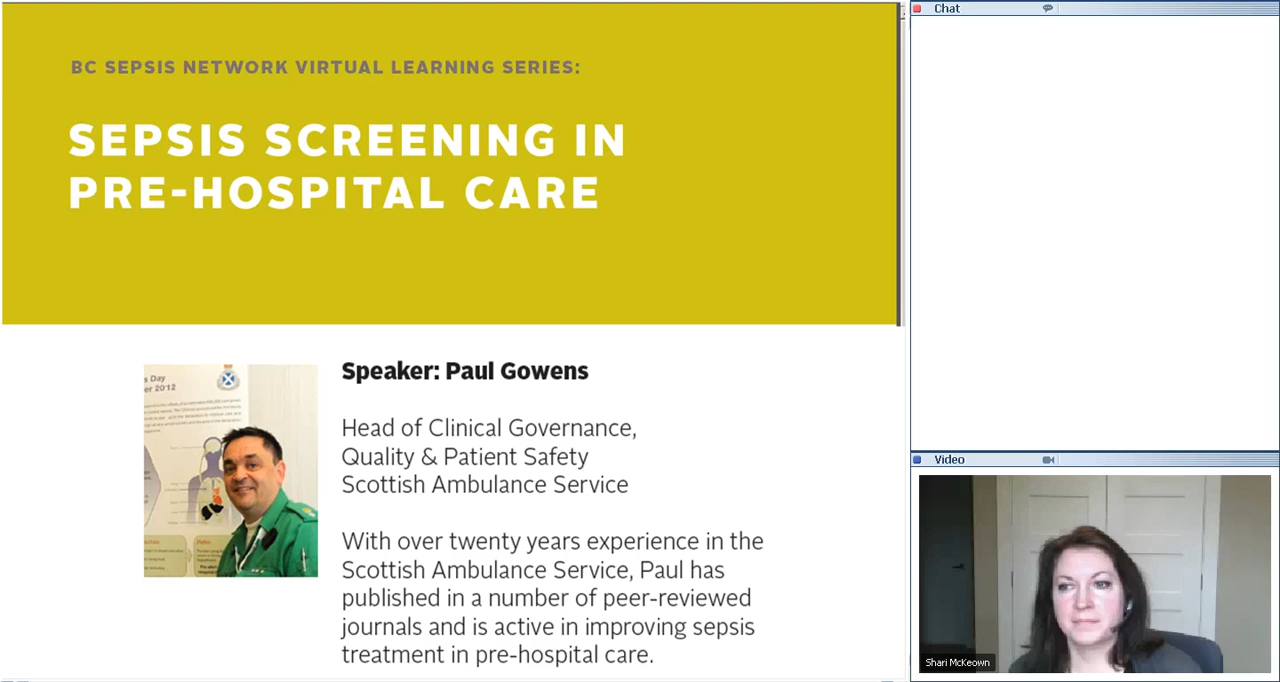 BC SEPSIS NETWORK VIRTUAL LEARNING SERIES:
SEPSIS SCREENING IN
PRE-HOSPITAL CARE
s Day
er 2012
Speaker: Paul Gowens
Head of Clinical Governance,
Quality & Patient Safety
Scottish Ambulance Service
With over twenty years experience in the
Scottish Ambulance Service, Paul has
published in a number of peer-reviewed
journals and is active in improving sepsis
treatment in pre-hospital care.
Chat
Video
Shari McKeown